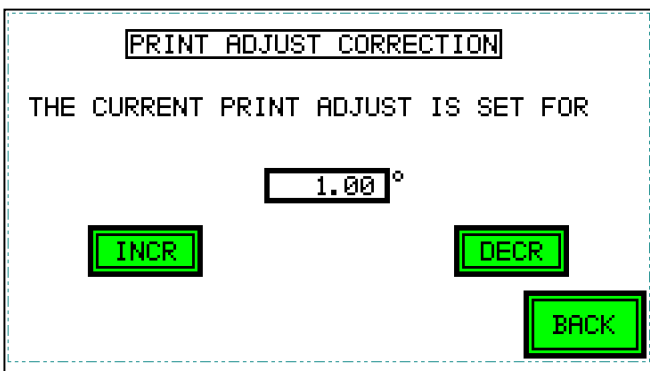 PRINT ADJUST CORRECTION
THE CURRENT PRINT ADJUST IS SET FOR
1.00°
INCR DECR
BACK